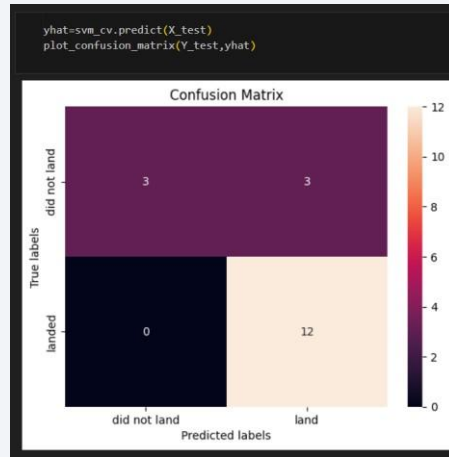 yhat=svm_cv.predict(X_test)
plot_confusion_matrix(Y_test,yhat)
Confusion Matrix
did not land
3
3
landed
0
12
True labels
did not land
land
Predicted labels
12
10
8
6
4
2
0